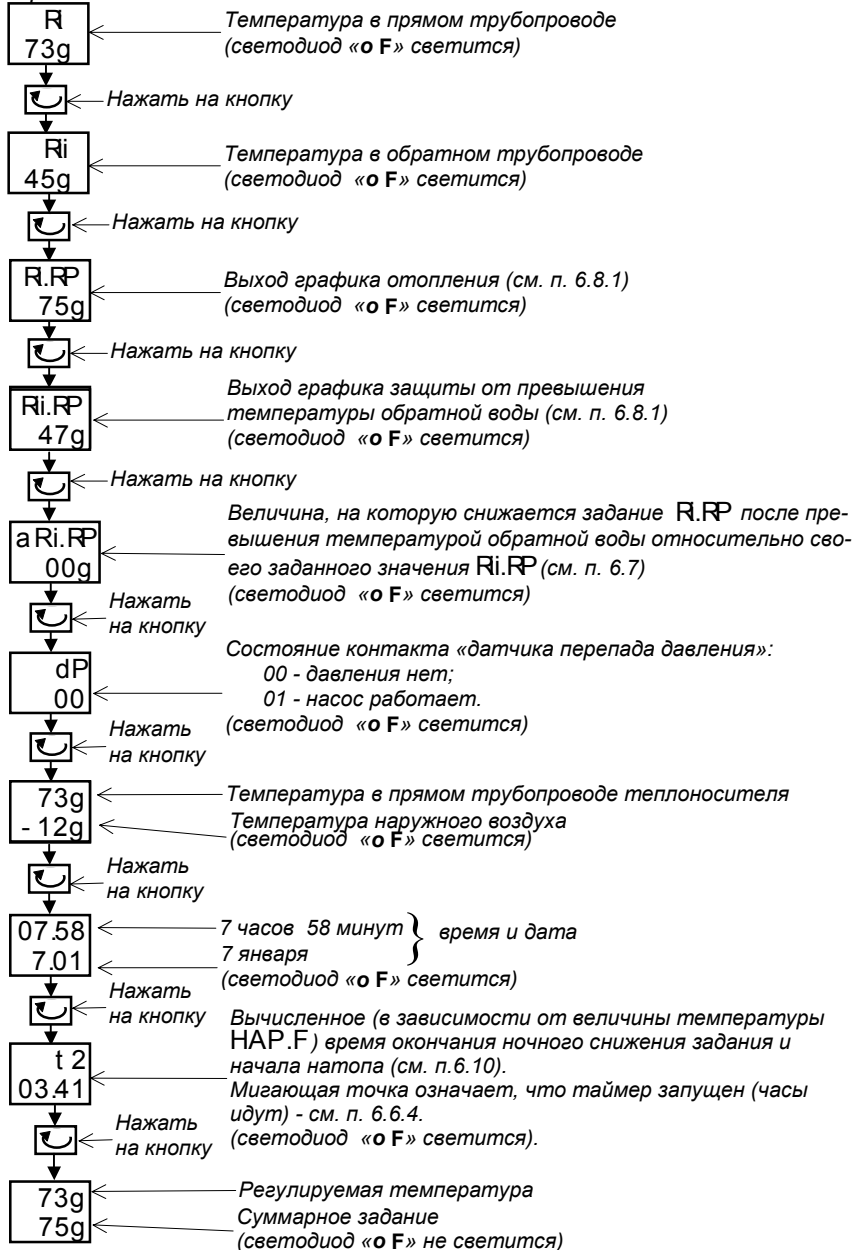 Ri
73g
Температура в прямом трубопроводе
(светодиод «o F» светится)
Нажать на кнопку
Rii
45g
Температура в обратном трубопроводе
(светодиод «o F» светится)
Нажать на кнопку
Ri.RP
75g
Выход графика отопления (см. п. 6.8.1)
(светодиод «o F» светится)
Нажать на кнопку
Rii.RP
47g
Выход графика защиты от превышения
температуры обратной воды (см. п. 6.8.1)
(светодиод «o F» светится)
Нажать на кнопку
a Ri.RP
00g
Величина, на которую снижается задание Ri.RP после пре-
вышения температурой обратной воды относительно сво-
его заданного значения Rii.RP (см. п. 6.7)
(светодиод «o F» светится)
Нажать
на кнопку
dP
00
Состояние контакта «датчика перепада давления»:
00 - давления нет;
01 - насос работает.
(светодиод «o F» светится)
Нажать
на кнопку
73g
- 12g
Температура в прямом трубопроводе теплоносителя
Температура наружного воздуха
(светодиод «o F» светится)
Нажать
на кнопку
07.58
7.01
7 часов 58 минут } время и дата
7 января
(светодиод «o F» светится)
Нажать
на кнопку
t 2
03.41
Вычисленное (в зависимости от величины температуры
HAP.F) время окончания ночного снижения задания и
начала натопа (см. п.6.10).
Мигающая точка означает, что таймер запущен (часы
идут) - см. п. 6.6.4.
(светодиод «o F» светится).
Нажать
на кнопку
73g
75g
Регулируемая температура
Суммарное задание
(светодиод «o F» не светится)